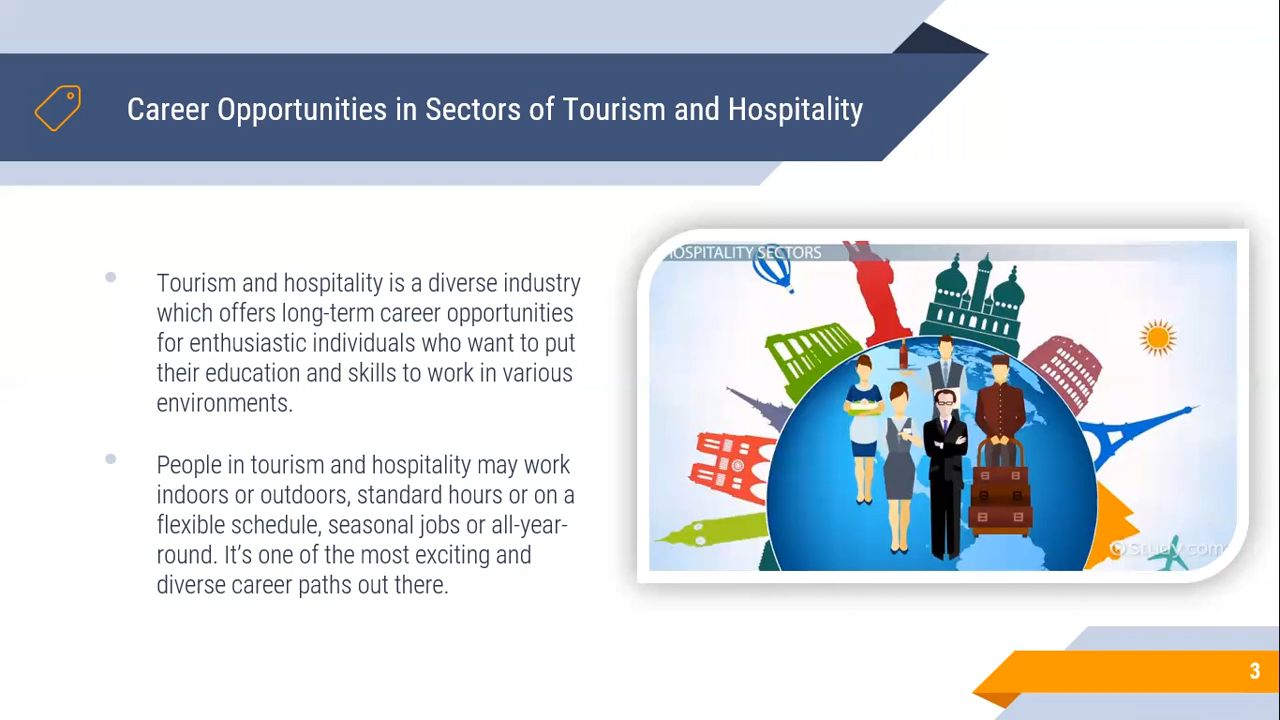 Career Opportunities in Sectors of Tourism and Hospitality
Tourism and hospitality is a diverse industry
which offers long-term career opportunities
for enthusiastic individuals who want to put
their education and skills to work in various
environments.
People in tourism and hospitality may work
indoors or outdoors, standard hours or on a
flexible schedule, seasonal jobs or all-year-
round. It’s one of the most exciting and
diverse career paths out there.
HOSPITALITY SECTORS
Study.com
3